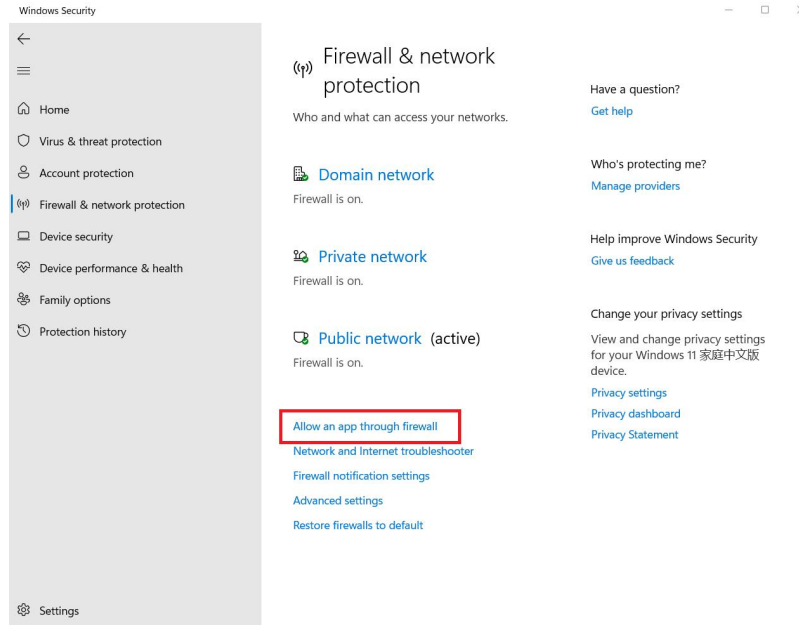 Windows Security
Home
Virus & threat protection
Account protection
Firewall & network protection
Device security
Device performance & health
Family options
Protection history
Settings
Firewall & network
protection
Who and what can access your networks.
Domain network
Firewall is on.
Private network
Firewall is on.
Public network (active)
Firewall is on.
Allow an app through firewall
Network and Internet troubleshooter
Firewall notification settings
Advanced settings
Restore firewalls to default
Have a question?
Get help
Who's protecting me?
Manage providers
Help improve Windows Security
Give us feedback
Change your privacy settings
View and change privacy settings
for your Windows 11 家庭中文版
device.
Privacy settings
Privacy dashboard
Privacy Statement